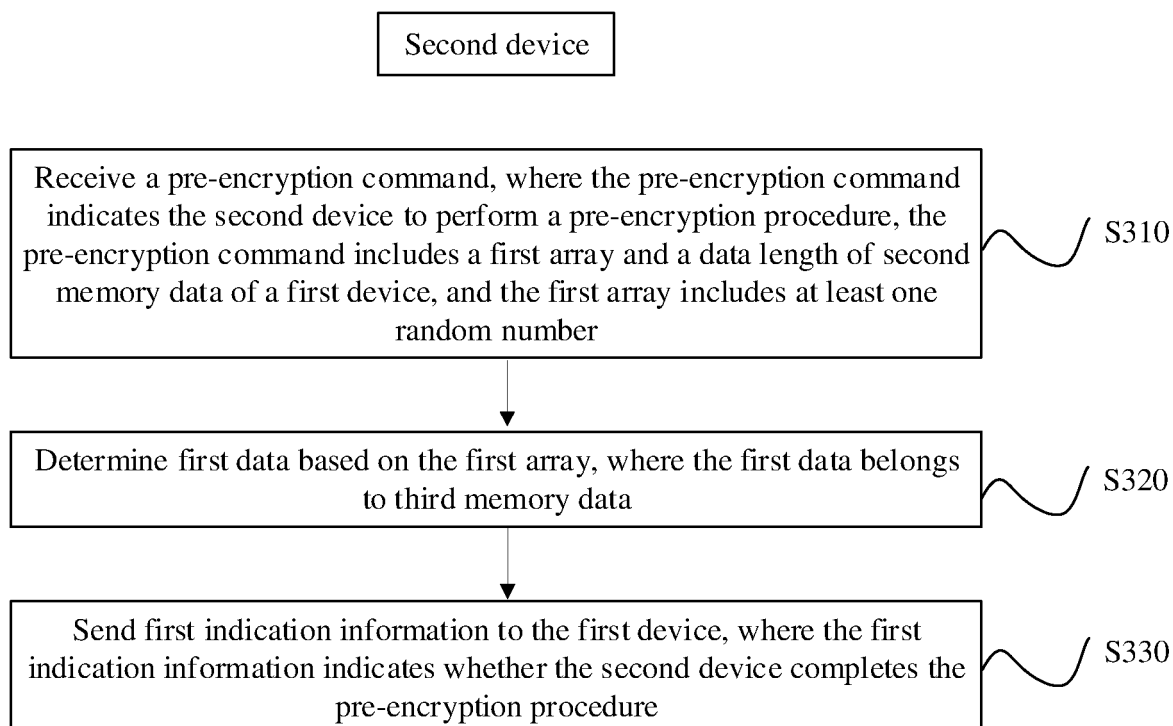 Second device
Receive a pre-encryption command, where the pre-encryption command
indicates the second device to perform a pre-encryption procedure, the
pre-encryption command includes a first array and a data length of second
memory data of a first device, and the first array includes at least one
random number
S310
Determine first data based on the first array, where the first data belongs
to third memory data
S320
Send first indication information to the first device, where the first
indication information indicates whether the second device completes the
pre-encryption procedure
S330